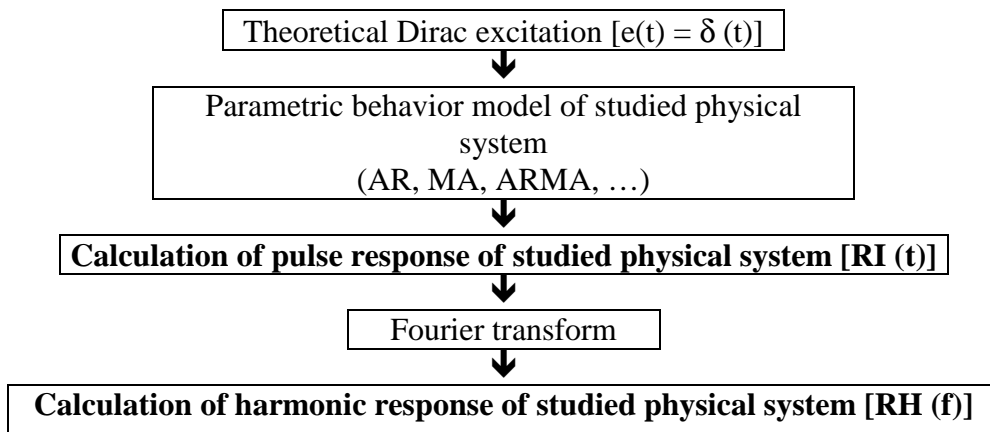 Theoretical Dirac excitation [e(t) = δ (t)]
Parametric behavior model of studied physical
system
(AR, MA, ARMA, …)
Calculation of pulse response of studied physical system [RI (t)]
Fourier transform
Calculation of harmonic response of studied physical system [RH (f)]